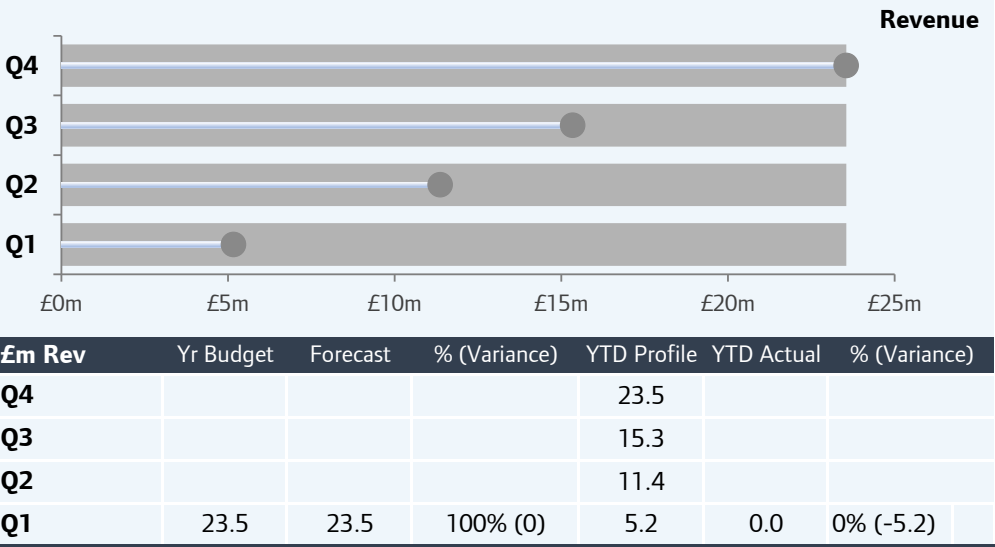 Revenue
Q4
Q3
Q2
Q1
£0m £5m £10m £15m £20m £25m
£m Rev Yr Budget Forecast % (Variance) YTD Profile YTD Actual % (Variance)
Q4 23.5
Q3 15.3
Q2 11.4
Q1 23.5 23.5 100% (0) 5.2 0.0 0% (-5.2)